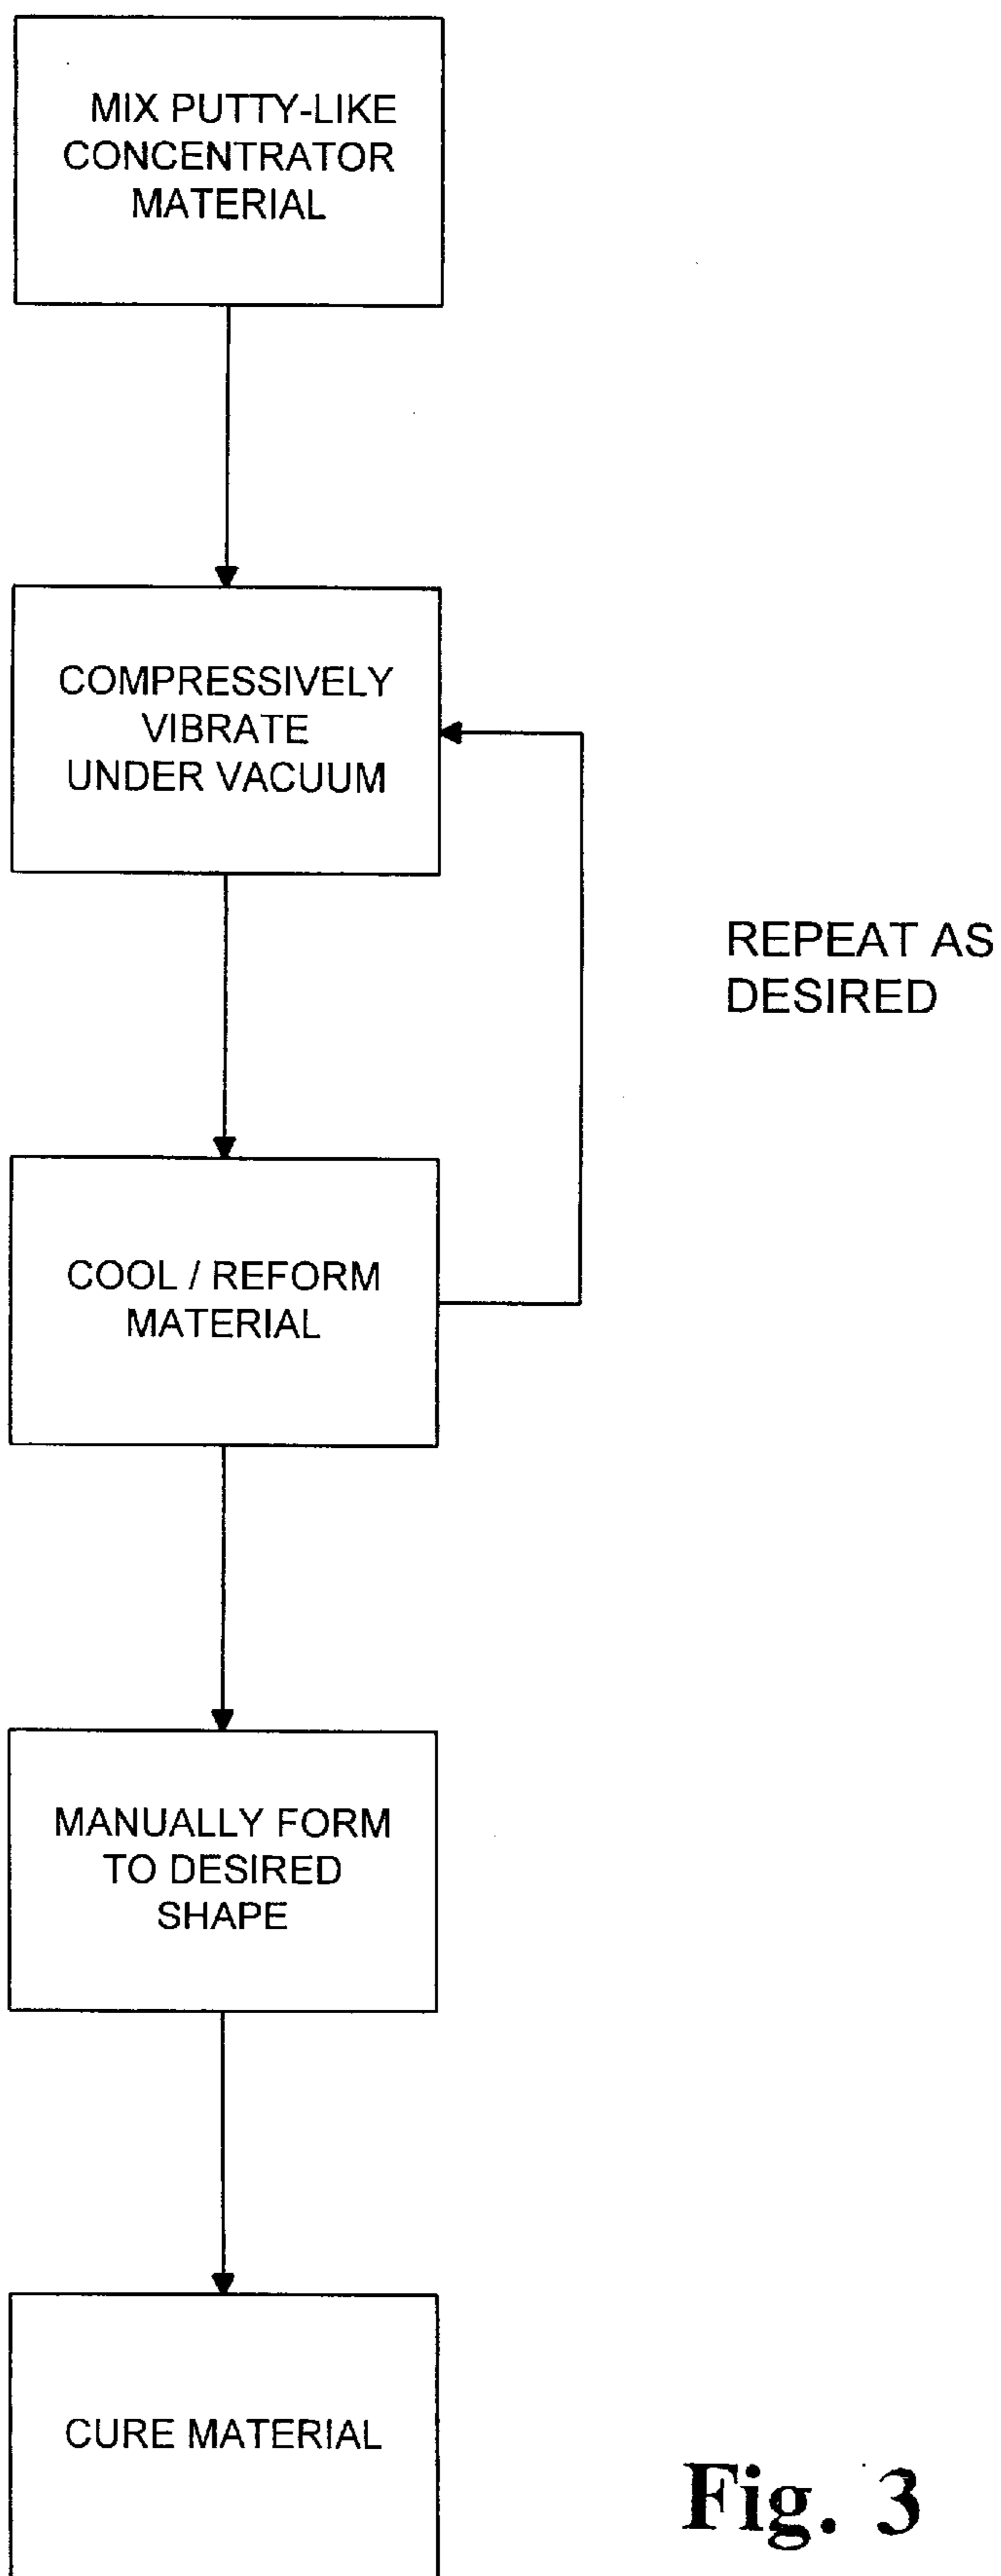 MIX PUTTY-LIKE
CONCENTRATOR
MATERIAL
COMPRESSIVELY
VIBRATE
UNDER VACUUM
REPEAT AS
DESIRED
COOL / REFORM
MATERIAL
MANUALLY FORM
TO DESIRED
SHAPE
CURE MATERIAL
Fig. 3